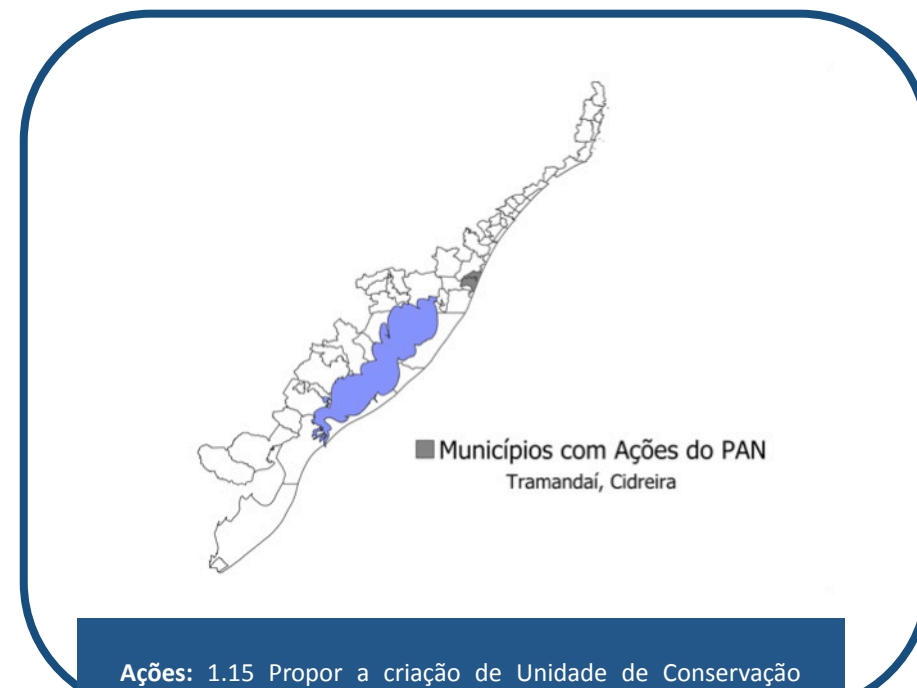 Municípios com Ações do PAN
Tramandaí, Cidreira
Ações: 1.15 Propor a criação de Unidade de Conservação